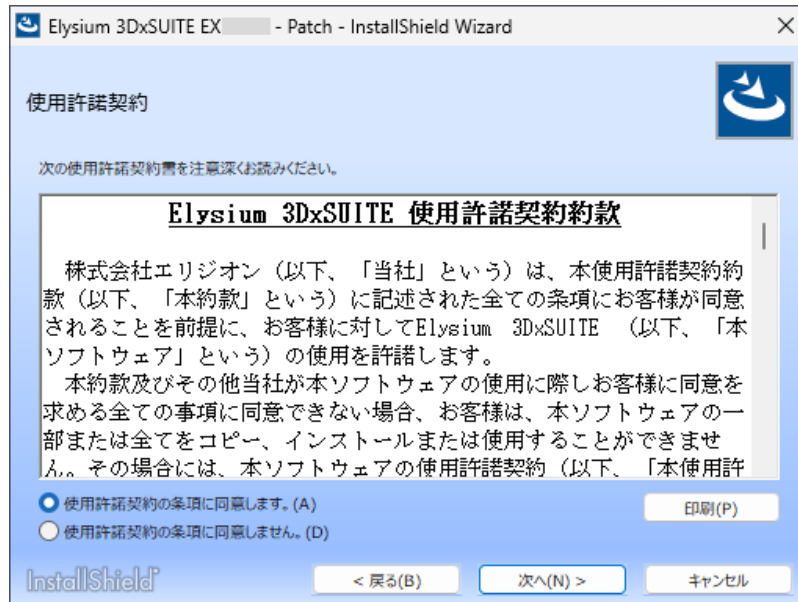 Elysium 3DxSUITE EX - Patch - InstallShield Wizard
使用許諾契約
次の使用許諾契約書を注意深くお読みください。
Elysium 3DxSUITE 使用許諾契約約款
株式会社エリジオン（以下、「当社」という）は、本使用許諾契約約
款（以下、「本約款」という）に記述された全ての条項にお客様が同意
されることを前提に、お客様に対してElysium 3DxSUITE （以下、「本
ソフトウェア」という）の使用を許諾します。
本約款及びその他当社が本ソフトウェアの使用に際しお客様に同意を
求める全ての事項に同意できない場合、お客様は、本ソフトウェアの一
部または全てをコピー、インストールまたは使用することができませ
ん。その場合には、本ソフトウェアの使用許諾契約（以下、「本使用許
使用許諾契約の条項に同意します。(A)
印刷(P)
使用許諾契約の条項に同意しません。(D)
InstallShield
< 戻る(B)
次へ(N) >
キャンセル